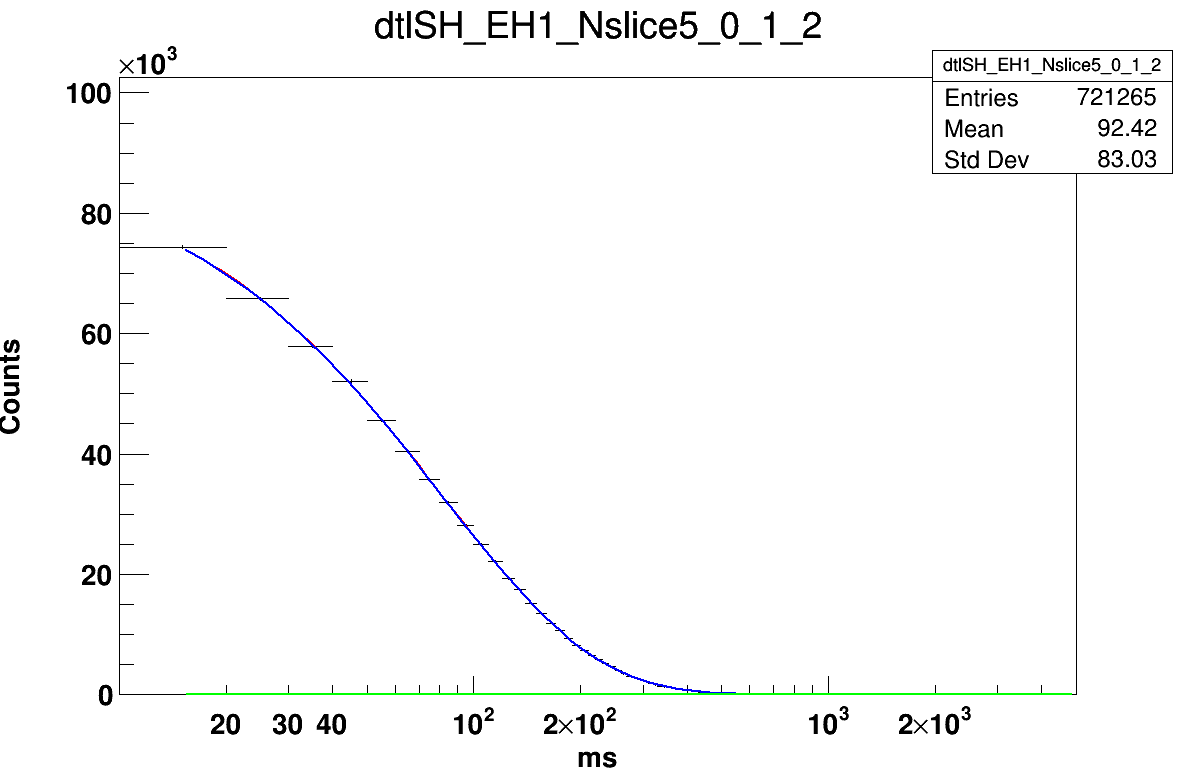 dtlSH_EH1_Nslice5_0_1_2
×10³
dtlSH_EH1_Nslice5_0_1_2
Entries 721265
Mean 92.42
Std Dev 83.03
100
80
60
40
20
0
Counts
20 30 40 10² 2×10² 10³ 2×10³
ms